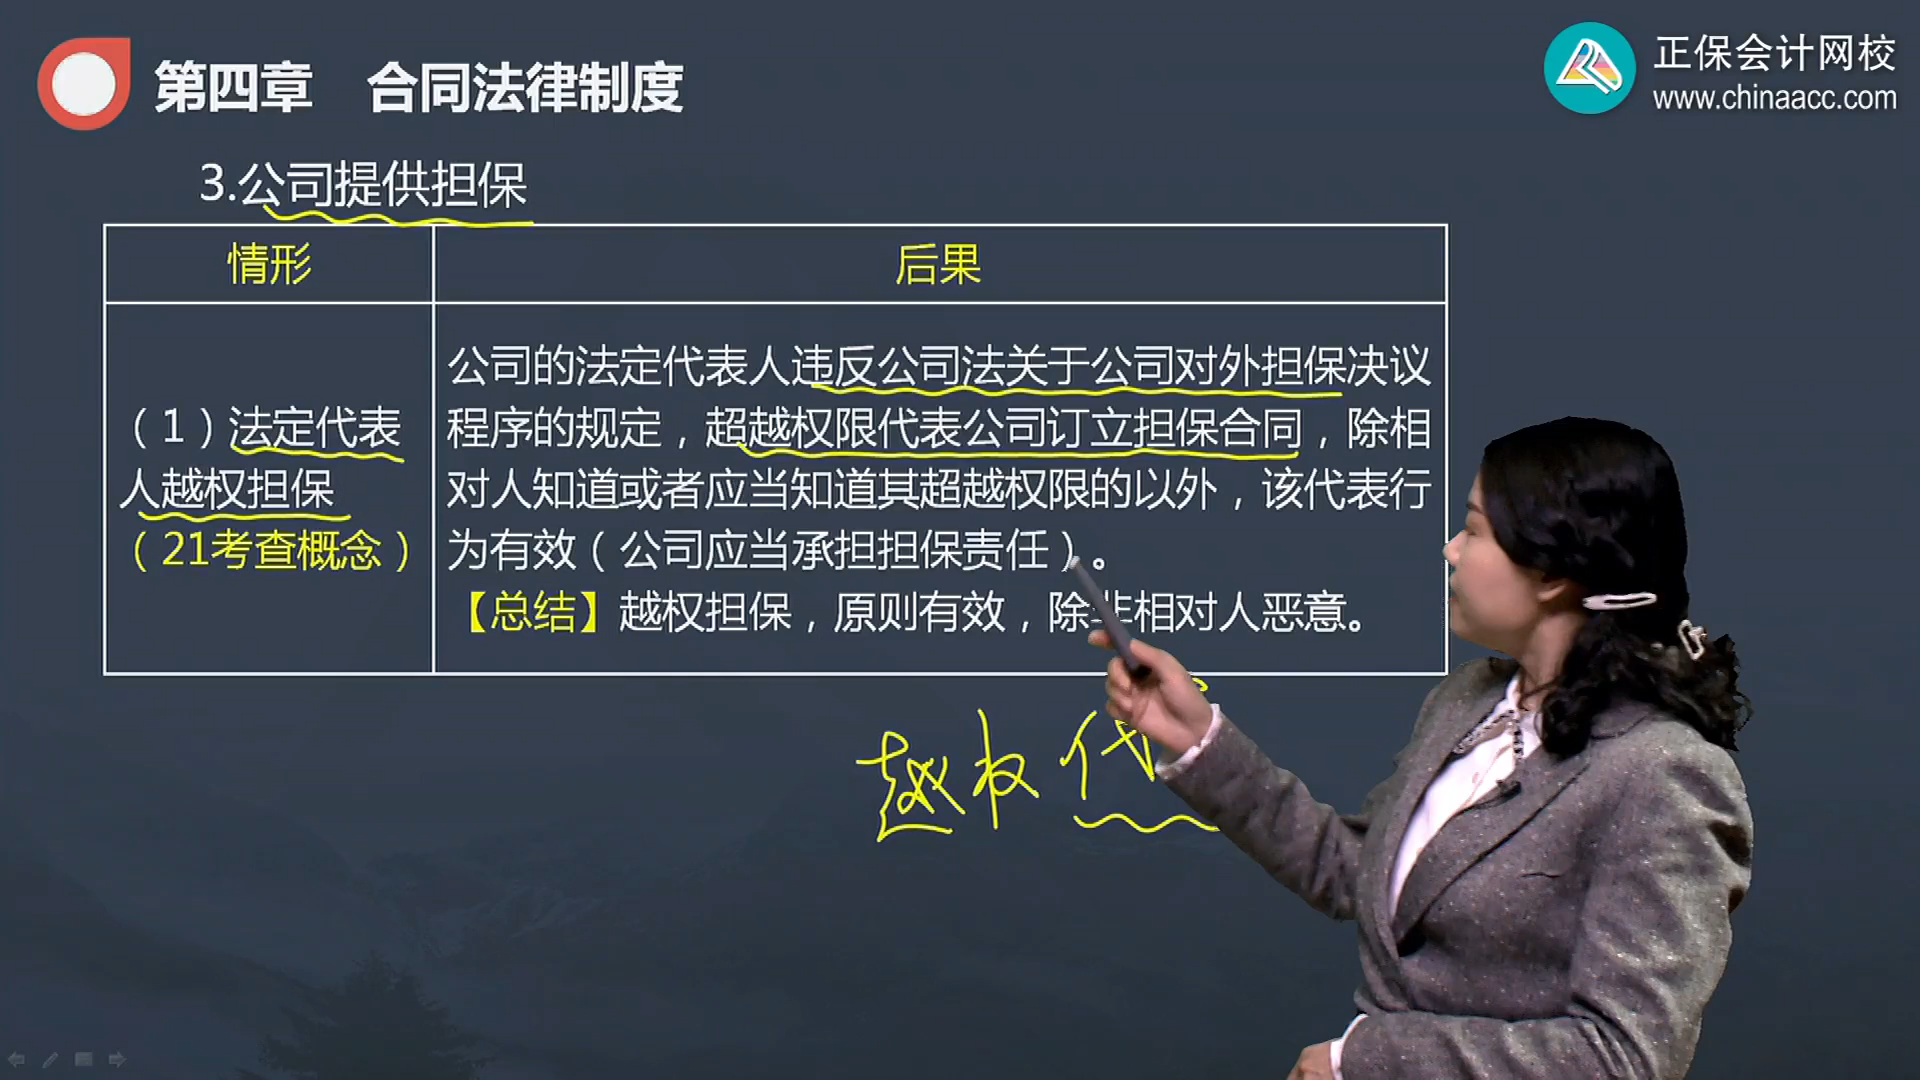 第四章 合同法律制度
正保会计网校
www.chinaacc.com
3.公司提供担保
情形
后果
（1）法定代表
人越权担保
（21考查概念）
公司的法定代表人违反公司法关于公司对外担保决议
程序的规定，超越权限代表公司订立担保合同，除相
对人知道或者应当知道其超越权限的以外，该代表行
为有效（公司应当承担担保责任）。
【总结】越权担保，原则有效，除非相对人恶意。
越权代